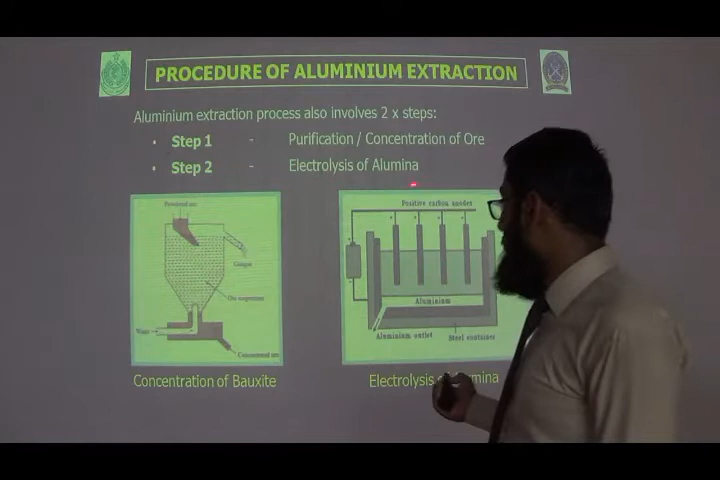 PROCEDURE OF ALUMINIUM EXTRACTION
Aluminium extraction process also involves 2 x steps:
• Step 1 - Purification / Concentration of Ore
• Step 2 - Electrolysis of Alumina
Powdered ore
Gangue
Ore suspension
Water
Concentrated ore
Concentration of Bauxite
Positive carbon anodes
Aluminium
Aluminium outlet
Steel container
Electrolysis